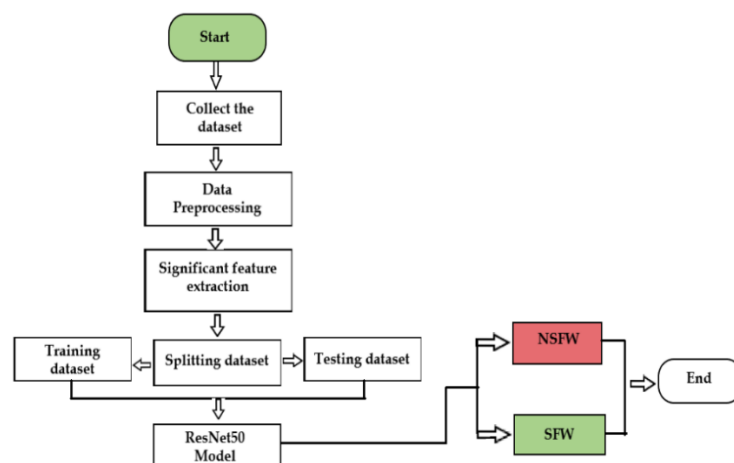 Start
Collect the
dataset
Data
Preprocessing
Significant feature
extraction
Training
dataset
Splitting dataset
Testing dataset
ResNet50
Model
NSFW
SFW
End